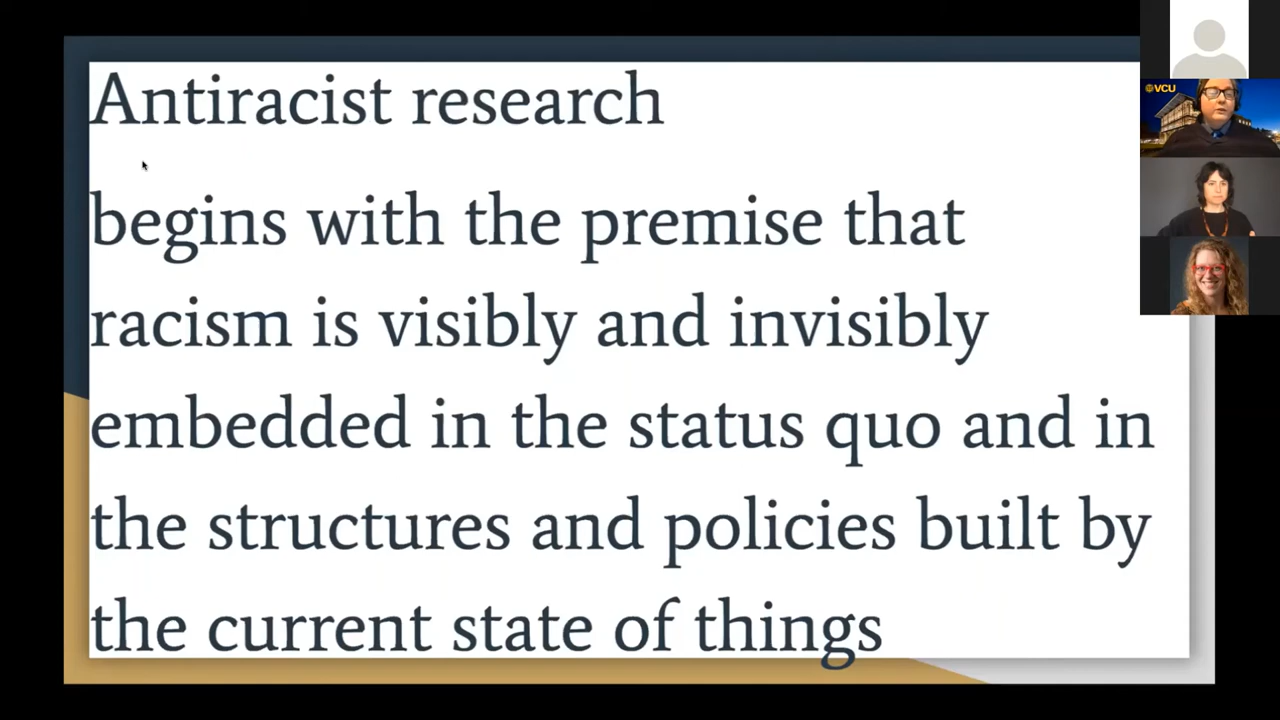 Antiracist research
begins with the premise that
racism is visibly and invisibly
embedded in the status quo and in
the structures and policies built by
the current state of things
VCU